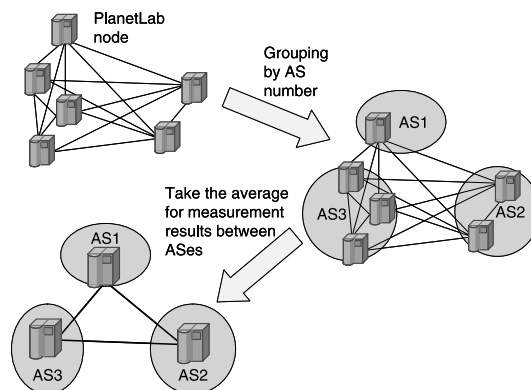 PlanetLab
node
Grouping
by AS
number
AS1
AS2
AS3
Take the average
for measurement
results between
ASes
AS1
AS3
AS2